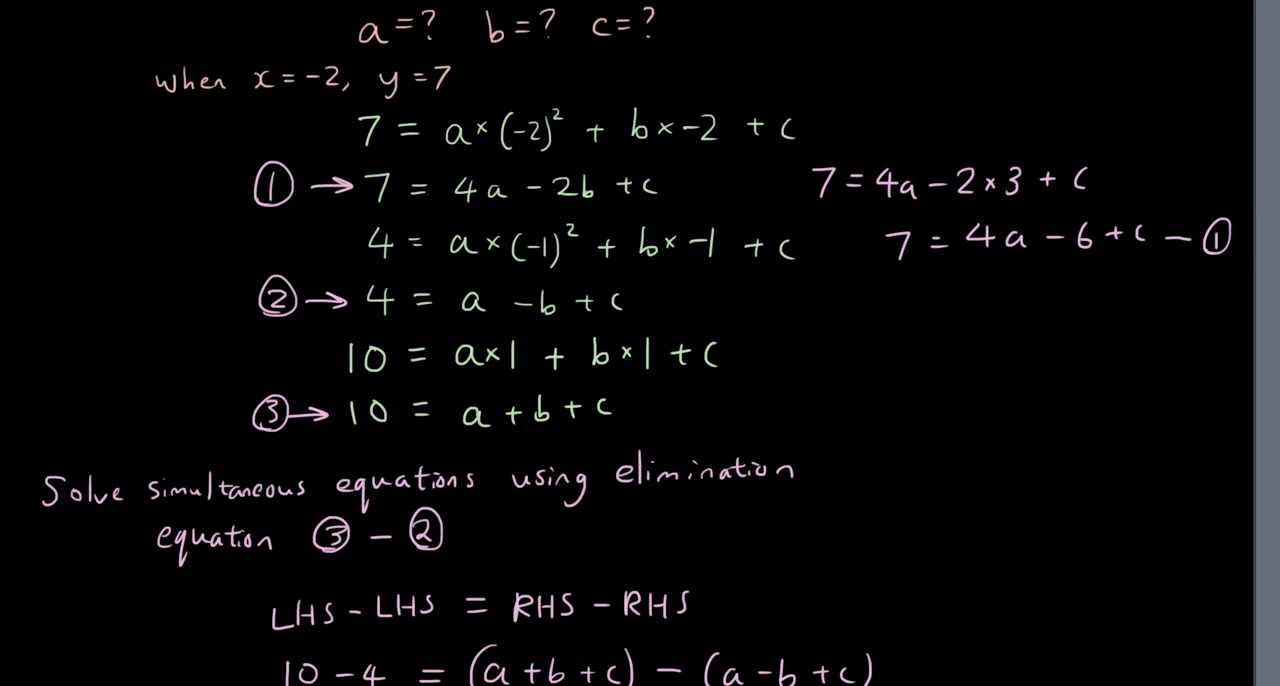 a = ? b = ? c = ?
when x = -2, y = 7
7 = a × (-2)² + b × -2 + c
① → 7 = 4a - 2b + c
7 = 4a - 2 × 3 + c
4 = a × (-1)² + b × -1 + c
7 = 4a - 6 + c - ①
② → 4 = a - b + c
10 = a × 1 + b × 1 + c
③ → 10 = a + b + c
Solve simultaneous equations using elimination
equation ③ - ②
LHS - LHS = RHS - RHS
10 - 4 = (a + b + c) - (a - b + c)